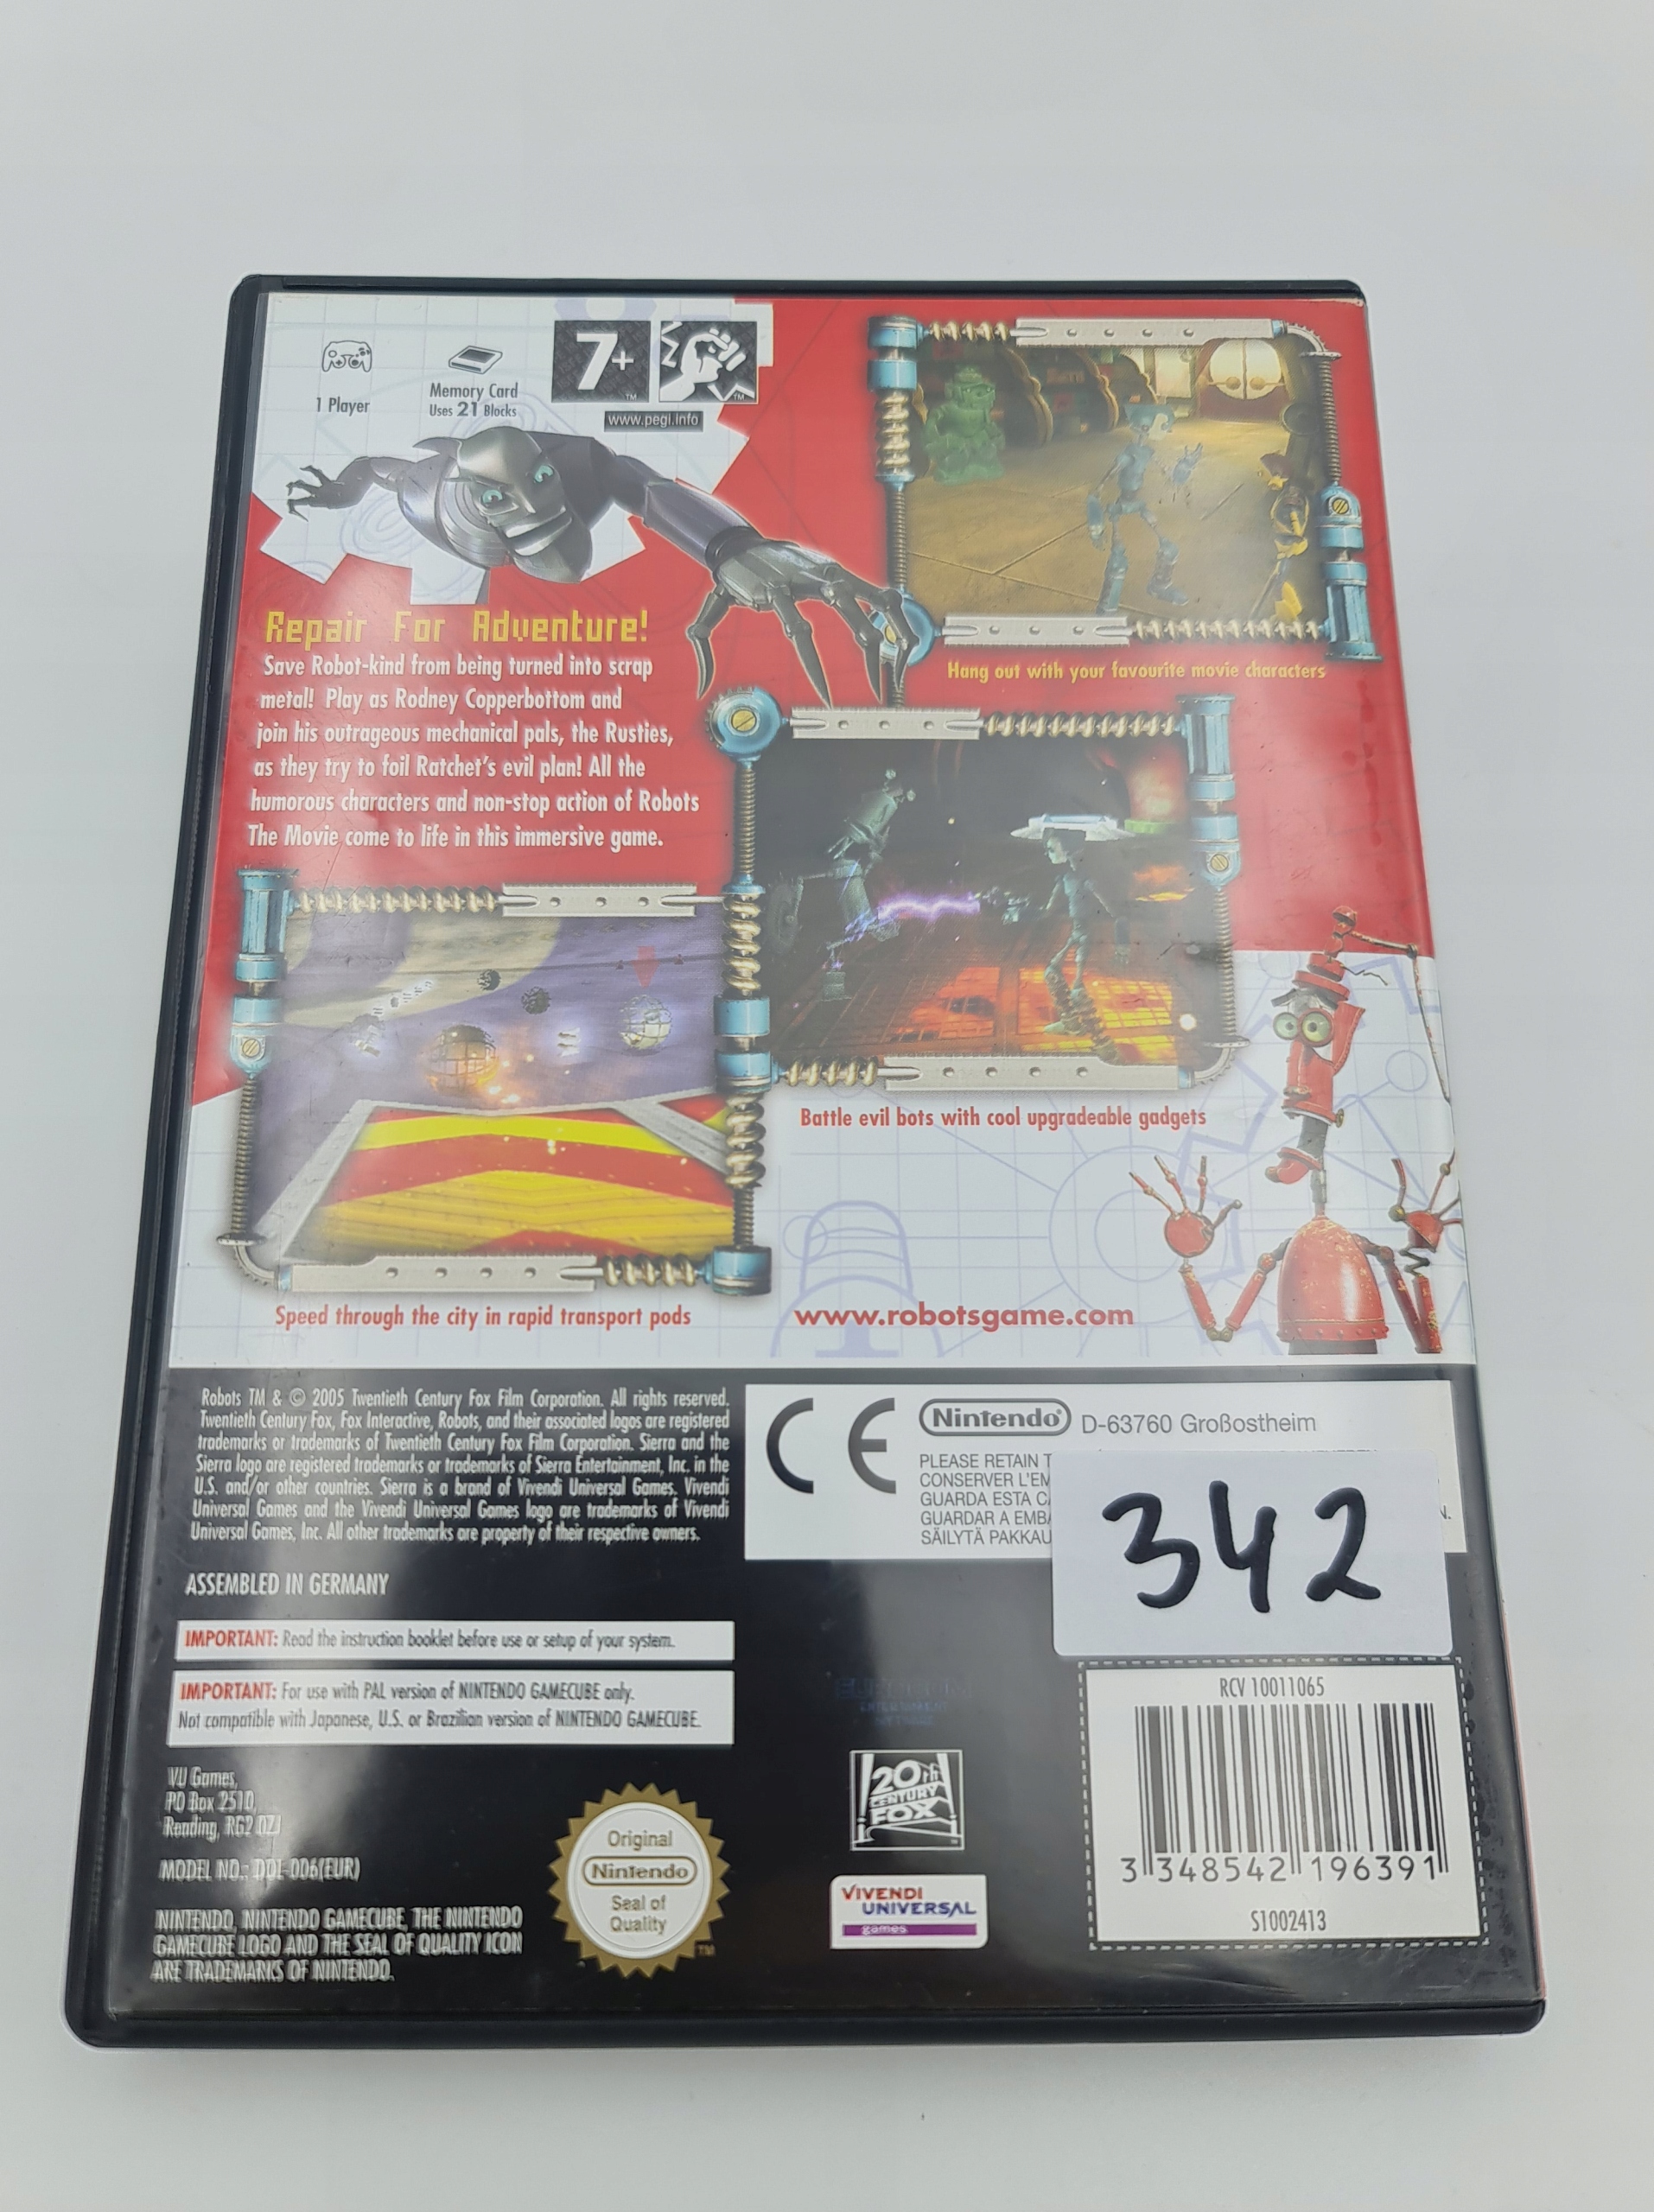 1 Player
Memory Card
Uses 21 Blocks
7+
TM
TM
www.pegi.info
Repair For Adventure!
Save Robot-kind from being turned into scrap
metal! Play as Rodney Copperbottom and
join his outrageous mechanical pals, the Rusties,
as they try to foil Ratchet's evil plan! All the
humorous characters and non-stop action of Robots
The Movie come to life in this immersive game.
Hang out with your favourite movie characters
Battle evil bots with cool upgradeable gadgets
Speed through the city in rapid transport pods
www.robotsgame.com
Robots TM & © 2005 Twentieth Century Fox Film Corporation. All rights reserved.
Twentieth Century Fox, Fox Interactive, Robots, and their associated logos are registered
trademarks or trademarks of Twentieth Century Fox Film Corporation. Sierra and the
Sierra logo are registered trademarks or trademarks of Sierra Entertainment, Inc. in the
U.S. and/or other countries. Sierra is a brand of Vivendi Universal Games. Vivendi
Universal Games and the Vivendi Universal Games logo are trademarks of Vivendi
Universal Games, Inc. All other trademarks are property of their respective owners.
ASSEMBLED IN GERMANY
IMPORTANT: Read the instruction booklet before use or setup of your system.
IMPORTANT: For use with PAL version of NINTENDO GAMECUBE only.
Not compatible with Japanese, U.S. or Brazilian version of NINTENDO GAMECUBE.
VU Games,
PO Box 2510,
Reading, RG2 0ZJ
MODEL NO.: DOL-006(EUR)
NINTENDO, NINTENDO GAMECUBE, THE NINTENDO
GAMECUBE LOGO AND THE SEAL OF QUALITY ICON
ARE TRADEMARKS OF NINTENDO.
CE
Nintendo® D-63760 Großostheim
PLEASE RETAIN T
CONSERVER L'EM
GUARDA ESTA C
GUARDAR A EMBA
SÄILYTÄ PAKKAU
N.
342
EUROCOM
ENTERTAINMENT
SOFTWARE
20th
CENTURY
FOX
VIVENDI
UNIVERSAL
games
Original
Nintendo
Seal of
Quality
TM
RCV 10011065
3 348542 196391
S1002413